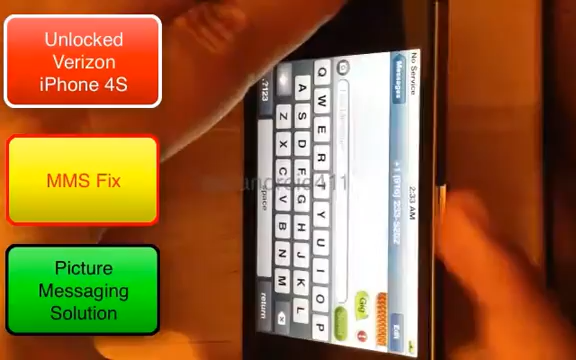 Unlocked
Verizon
iPhone 4S
MMS Fix
Picture
Messaging
Solution
No Service
2:33 AM
Messages
Edit
Q W E R Y U I O P
A S D F G H J K L
Z X C V B N M
.?123
space
return
android411